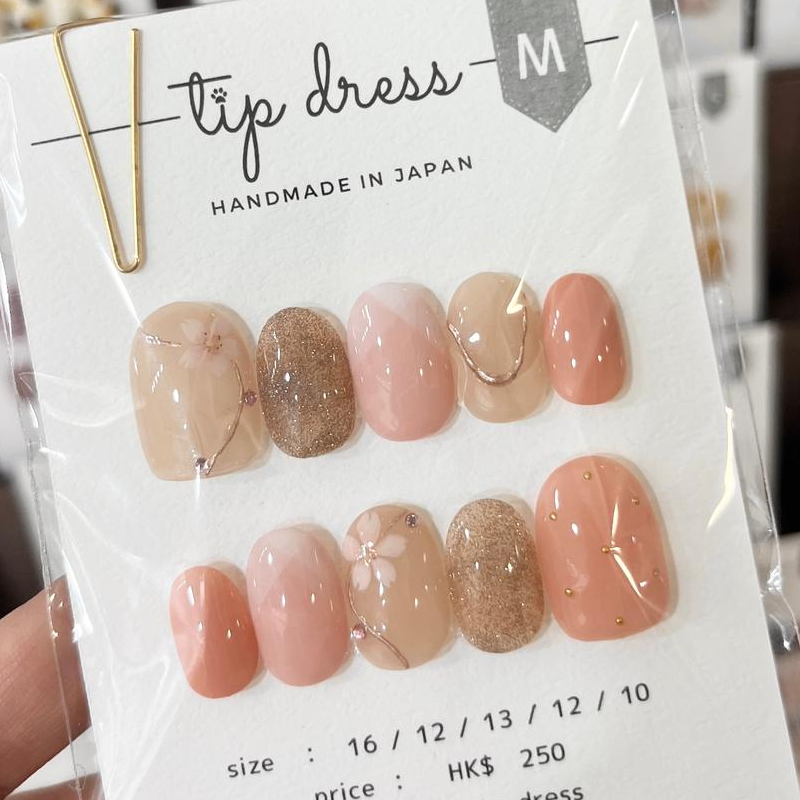 tip dress
M
HANDMADE IN JAPAN
size : 16 / 12 / 13 / 12 / 10
price : HK$ 250
dress